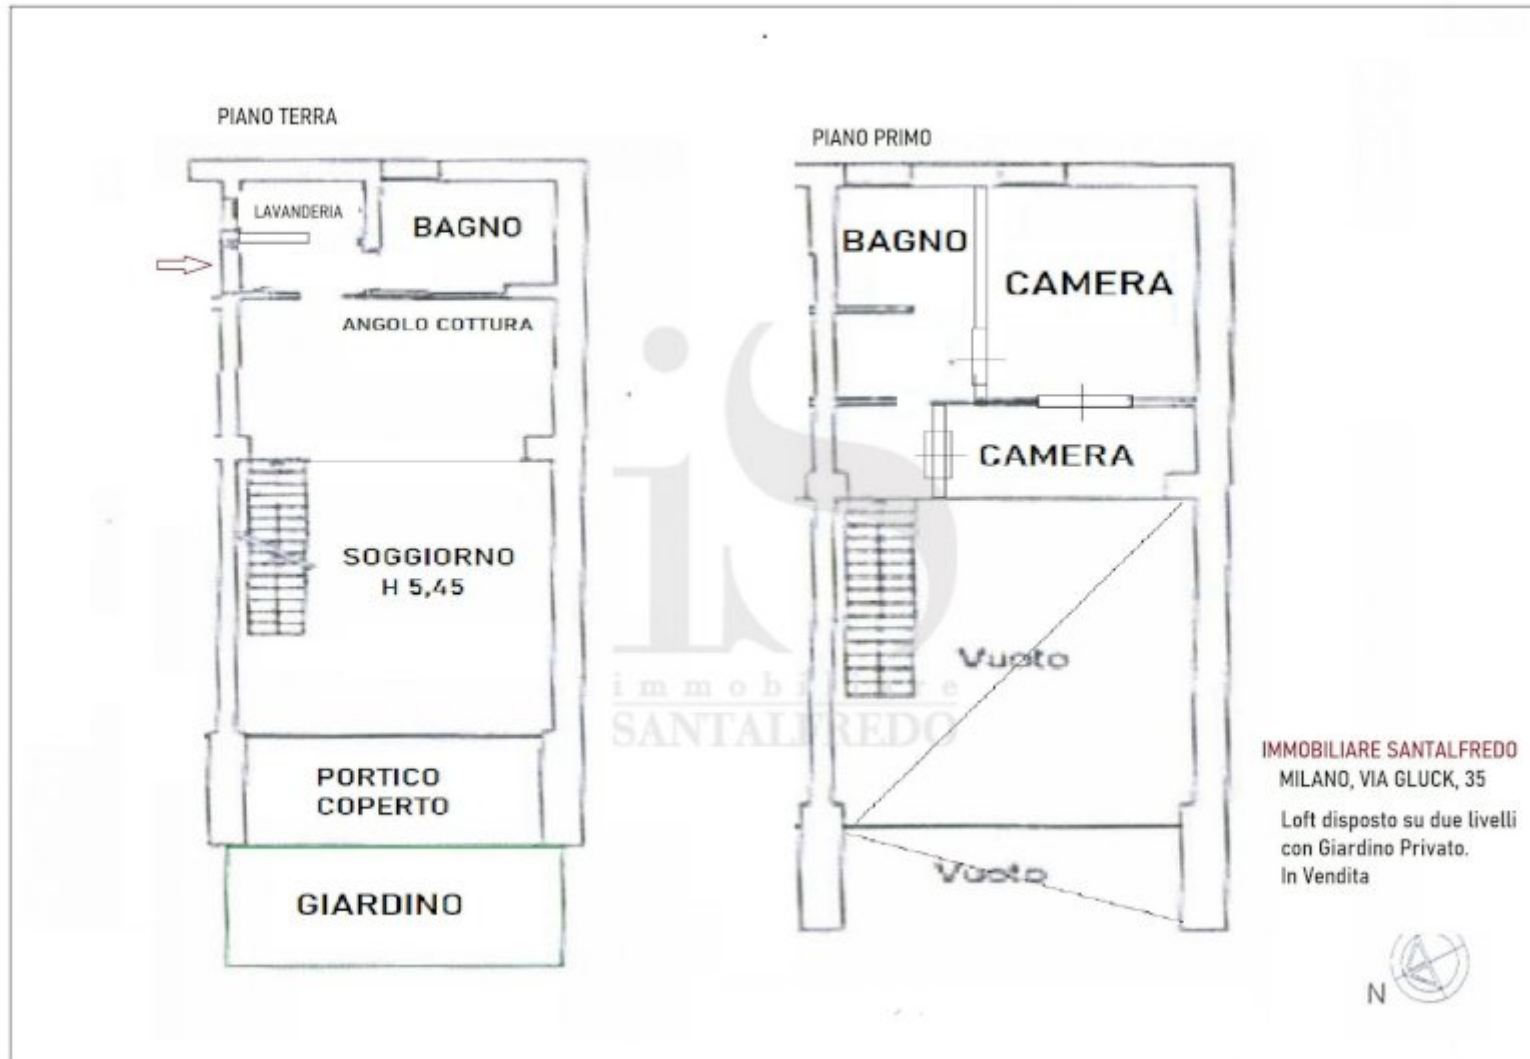 PIANO TERRA
LAVANDERIA
BAGNO
ANGOLO COTTURA
SOGGIORNO
H 5,45
PORTICO
COPERTO
GIARDINO
PIANO PRIMO
BAGNO
CAMERA
CAMERA
Vuoto
Vuoto
iS
immobiliare
SANTALFREDO
IMMOBILIARE SANTALFREDO
MILANO, VIA GLUCK, 35
Loft disposto su due livelli
con Giardino Privato.
In Vendita
N